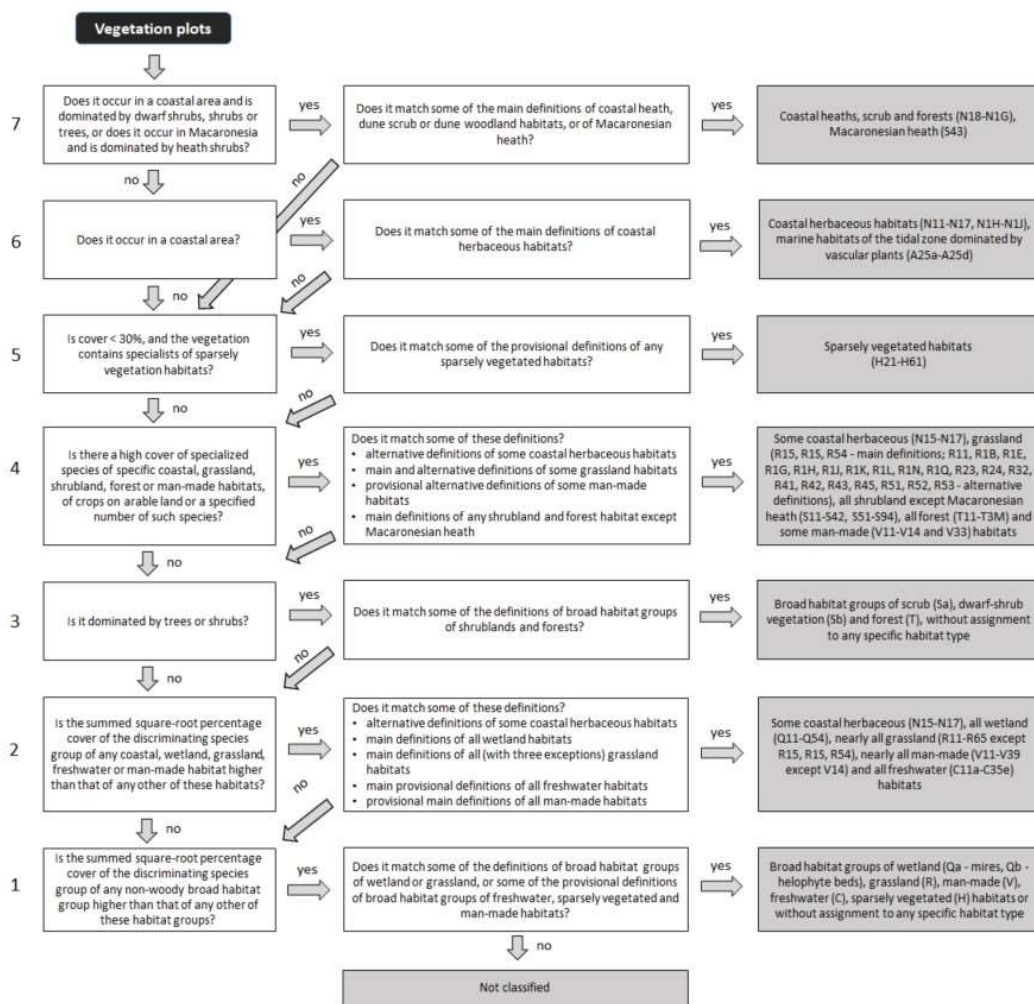 Vegetation plots
7
Does it occur in a coastal area and is
dominated by dwarf shrubs, shrubs or
trees, or does it occur in Macaronesia
and is dominated by heath shrubs?
yes
Does it match some of the main definitions of coastal heath,
dune scrub or dune woodland habitats, or of Macaronesian
heath?
yes
Coastal heaths, scrub and forests (N18-N1G),
Macaronesian heath (S43)
no
no
6
Does it occur in a coastal area?
yes
Does it match some of the main definitions of coastal
herbaceous habitats?
yes
Coastal herbaceous habitats (N11-N17, N1H-N1J),
marine habitats of the tidal zone dominated by
vascular plants (A25a-A25d)
no
no
5
Is cover < 30%, and the vegetation
contains specialists of sparsely
vegetation habitats?
yes
Does it match some of the provisional definitions of any
sparsely vegetated habitats?
yes
Sparsely vegetated habitats
(H21-H61)
no
no
4
Is there a high cover of specialized
species of specific coastal, grassland,
shrubland, forest or man-made habitats,
of crops on arable land or a specified
number of such species?
yes
Does it match some of these definitions?
• alternative definitions of some coastal herbaceous habitats
• main and alternative definitions of some grassland habitats
• provisional alternative definitions of some man-made
habitats
• main definitions of any shrubland and forest habitat except
Macaronesian heath
yes
Some coastal herbaceous (N15-N17), grassland
(R15, R1S, R54 - main definitions; R11, R1B, R1E,
R1G, R1H, R1J, R1K, R1L, R1N, R1Q, R23, R24, R32,
R41, R42, R43, R45, R51, R52, R53 - alternative
definitions), all shrubland except Macaronesian
heath (S11-S42, S51-S94), all forest (T11-T3M) and
some man-made (V11-V14 and V33) habitats
no
no
3
Is it dominated by trees or shrubs?
yes
Does it match some of the definitions of broad habitat groups
of shrublands and forests?
yes
Broad habitat groups of scrub (Sa), dwarf-shrub
vegetation (Sb) and forest (T), without assignment
to any specific habitat type
no
no
2
Is the summed square-root percentage
cover of the discriminating species
group of any coastal, wetland, grassland,
freshwater or man-made habitat higher
than that of any other of these habitats?
yes
Does it match some of these definitions?
• alternative definitions of some coastal herbaceous habitats
• main definitions of all wetland habitats
• main definitions of all (with three exceptions) grassland
habitats
• main provisional definitions of all freshwater habitats
• provisional main definitions of all man-made habitats
yes
Some coastal herbaceous (N15-N17), all wetland
(Q11-Q54), nearly all grassland (R11-R65 except
R15, R1S, R54), nearly all man-made (V11-V39
except V14) and all freshwater (C11a-C35e)
habitats
no
no
1
Is the summed square-root percentage
cover of the discriminating species
group of any non-woody broad habitat
group higher than that of any other of
these habitat groups?
yes
Does it match some of the definitions of broad habitat groups
of wetland or grassland, or some of the provisional definitions
of broad habitat groups of freshwater, sparsely vegetated and
man-made habitats?
yes
Broad habitat groups of wetland (Qa - mires, Qb -
helophyte beds), grassland (R), man-made (V),
freshwater (C), sparsely vegetated (H) habitats or
without assignment to any specific habitat type
no
Not classified